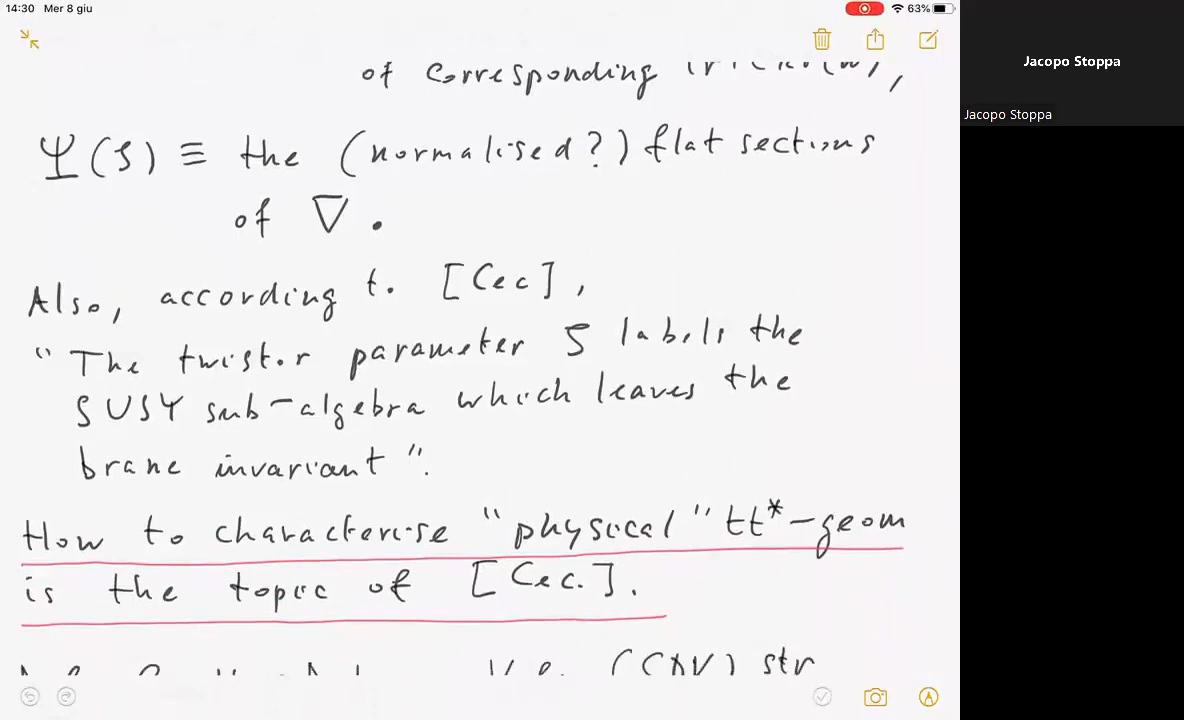 14:30 Mer 8 giu
63%
Jacopo Stoppa
Jacopo Stoppa
of corresponding
Ψ(ζ) ≡ the (normalised?) flat sections
of ∇.
Also, according to [Cec],
"The twistor parameter ζ labels the
SUSY sub-algebra which leaves the
brane invariant".
How to characterise "physical" tt*-geom
is the topic of [Cec.].
str